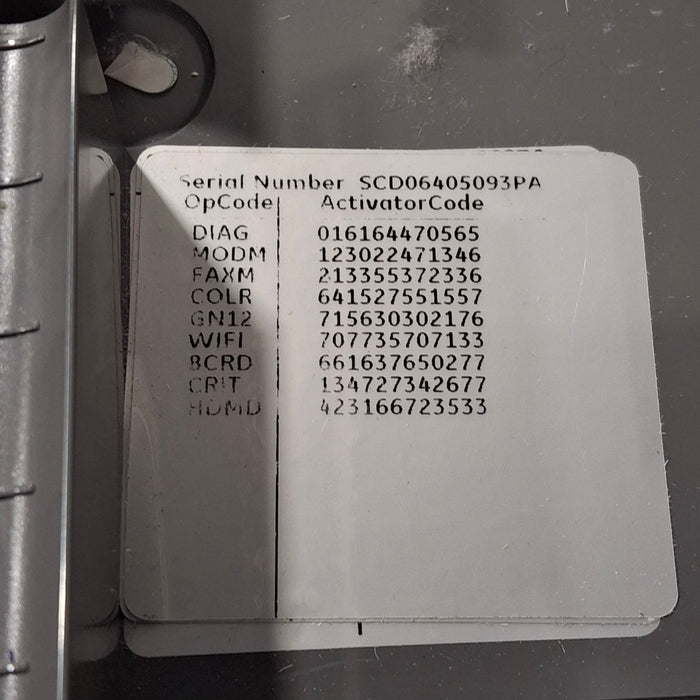 Serial Number SCD06405093PA
OpCode ActivatorCode
DIAG 016164470565
MODM 123022471346
FAXM 213355372336
COLR 641527551557
GN12 715630302176
WIFI 707735707133
BCRD 661637650277
CRIT 134727342677
HDMD 423166723533